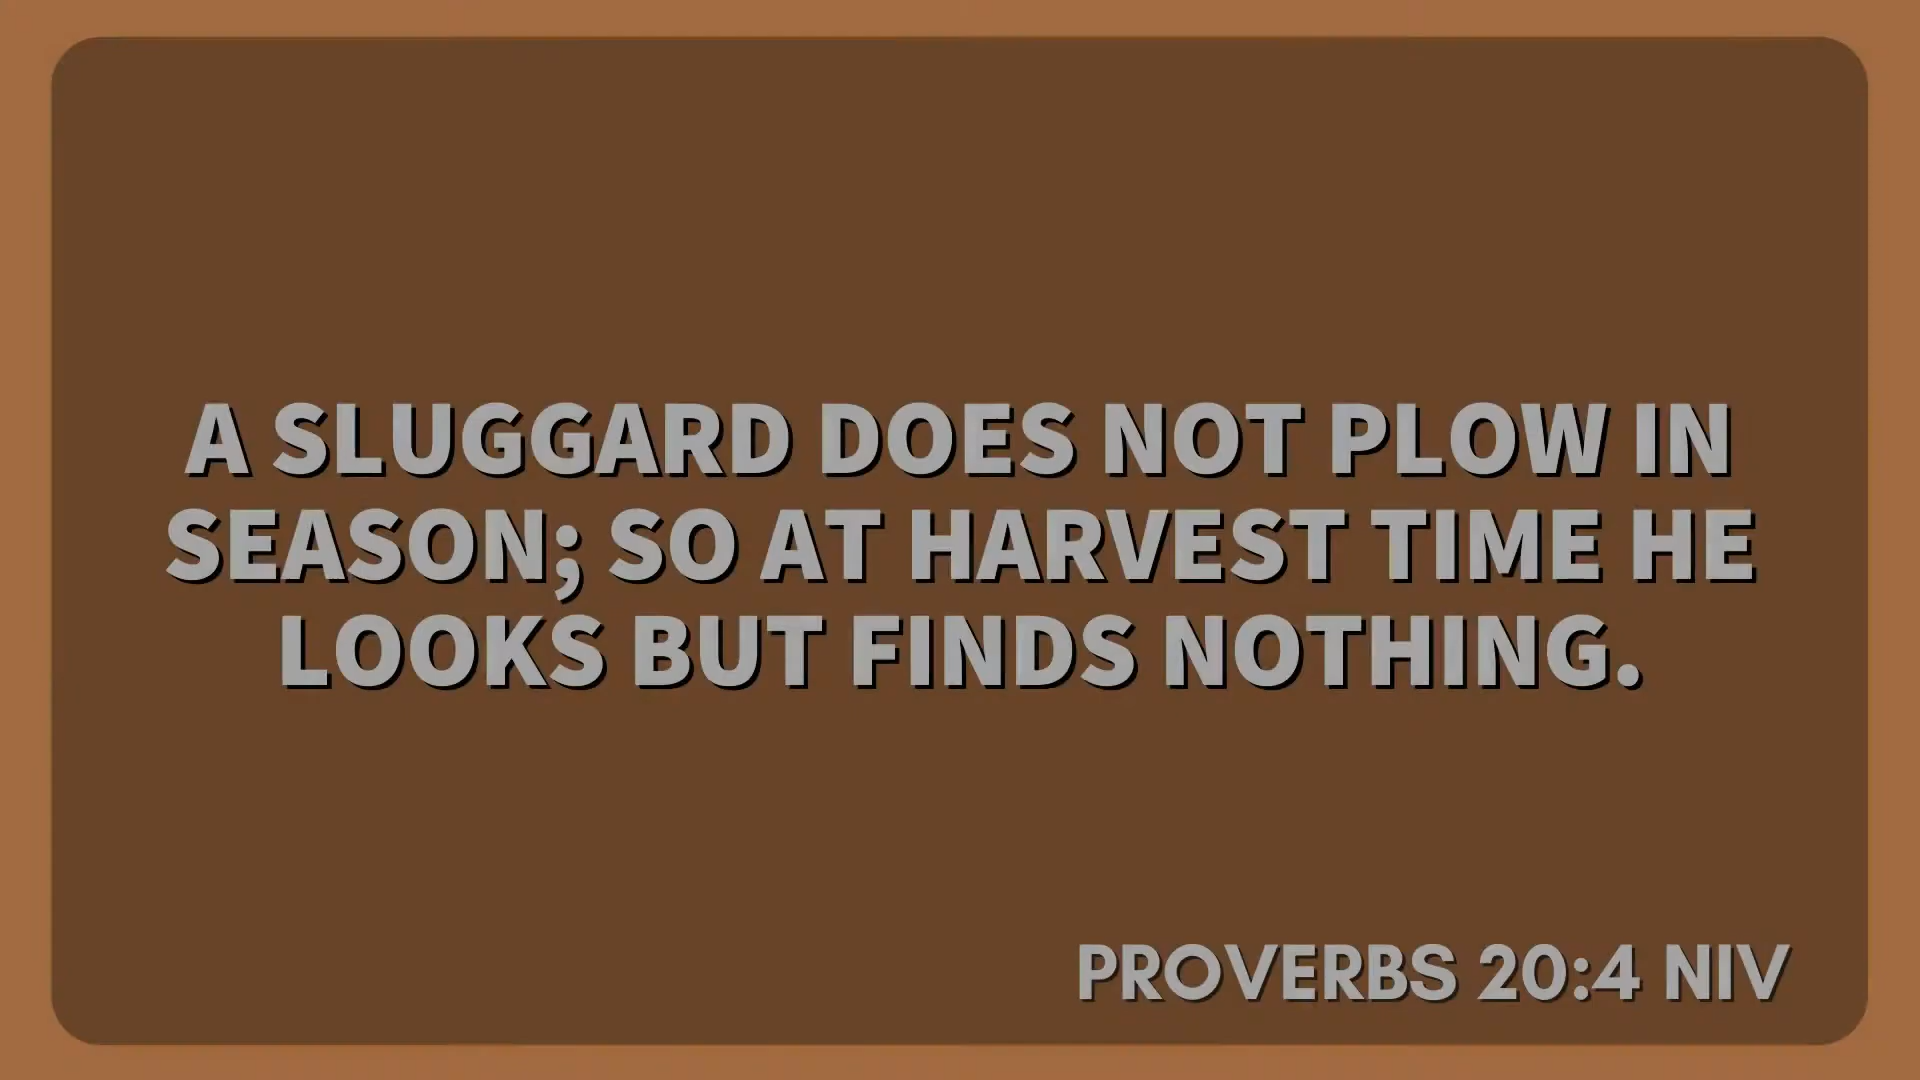 A SLUGGARD DOES NOT PLOW IN
SEASON; SO AT HARVEST TIME HE
LOOKS BUT FINDS NOTHING.
PROVERBS 20:4 NIV